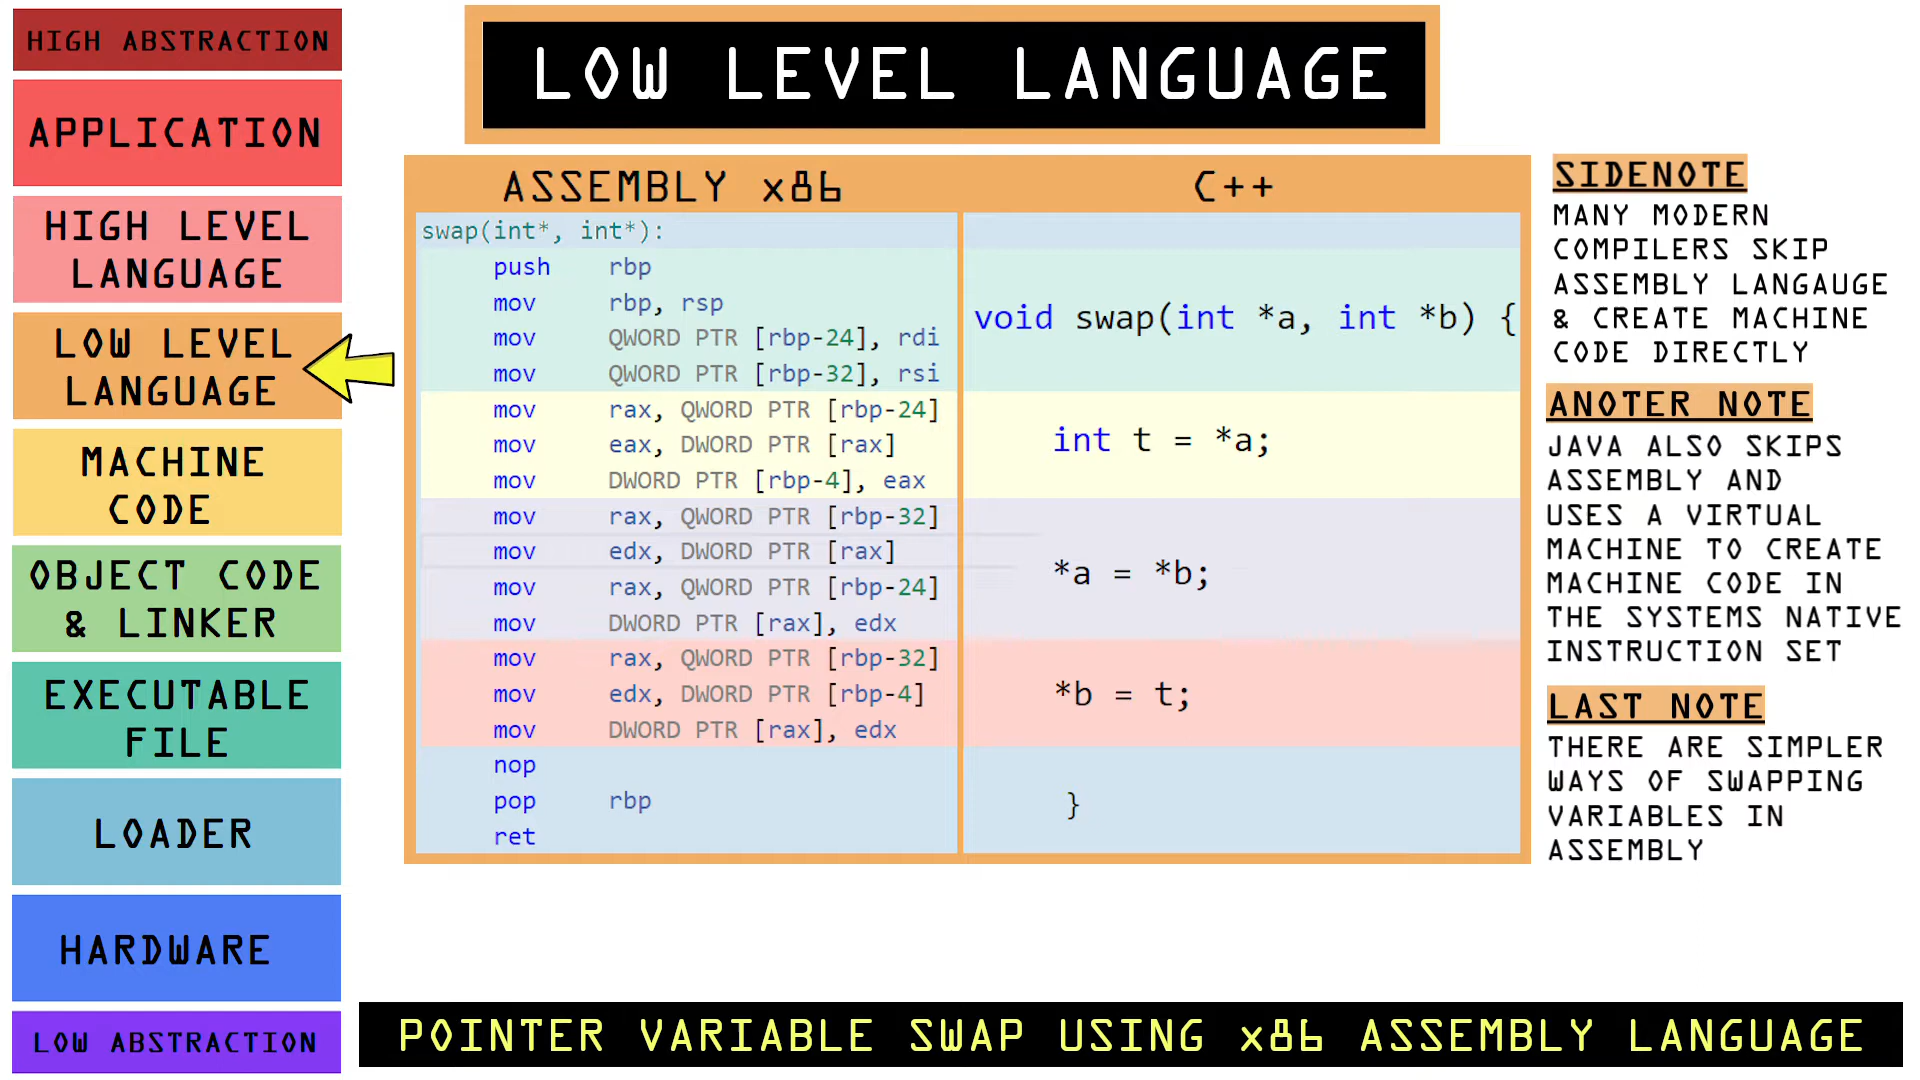 HIGH ABSTRACTION
APPLICATION
HIGH LEVEL
LANGUAGE
LOW LEVEL
LANGUAGE
MACHINE
CODE
OBJECT CODE
& LINKER
EXECUTABLE
FILE
LOADER
HARDWARE
LOW ABSTRACTION
LOW LEVEL LANGUAGE
ASSEMBLY x86
swap(int*, int*):
push rbp
mov rbp, rsp
mov QWORD PTR [rbp-24], rdi
mov QWORD PTR [rbp-32], rsi
mov rax, QWORD PTR [rbp-24]
mov eax, DWORD PTR [rax]
mov DWORD PTR [rbp-4], eax
mov rax, QWORD PTR [rbp-32]
mov edx, DWORD PTR [rax]
mov rax, QWORD PTR [rbp-24]
mov DWORD PTR [rax], edx
mov rax, QWORD PTR [rbp-32]
mov edx, DWORD PTR [rbp-4]
mov DWORD PTR [rax], edx
nop
pop rbp
ret
C++
void swap(int *a, int *b) {
int t = *a;
*a = *b;
*b = t;
}
SIDENOTE
MANY MODERN
COMPILERS SKIP
ASSEMBLY LANGAUGE
& CREATE MACHINE
CODE DIRECTLY
ANOTER NOTE
JAVA ALSO SKIPS
ASSEMBLY AND
USES A VIRTUAL
MACHINE TO CREATE
MACHINE CODE IN
THE SYSTEMS NATIVE
INSTRUCTION SET
LAST NOTE
THERE ARE SIMPLER
WAYS OF SWAPPING
VARIABLES IN
ASSEMBLY
POINTER VARIABLE SWAP USING x86 ASSEMBLY LANGUAGE